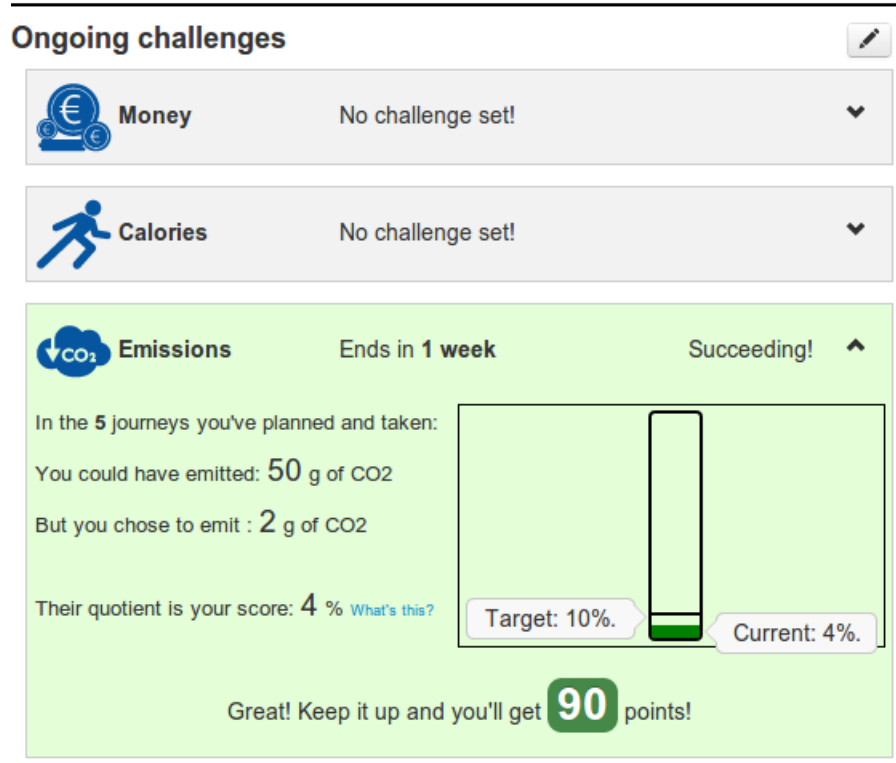 Ongoing challenges
€ € € Money No challenge set!
Calories No challenge set!
CO₂ Emissions Ends in 1 week Succeeding!
In the 5 journeys you've planned and taken:
You could have emitted: 50 g of CO2
But you chose to emit : 2 g of CO2
Their quotient is your score: 4 % What's this?
Target: 10%.
Current: 4%.
Great! Keep it up and you'll get 90 points!